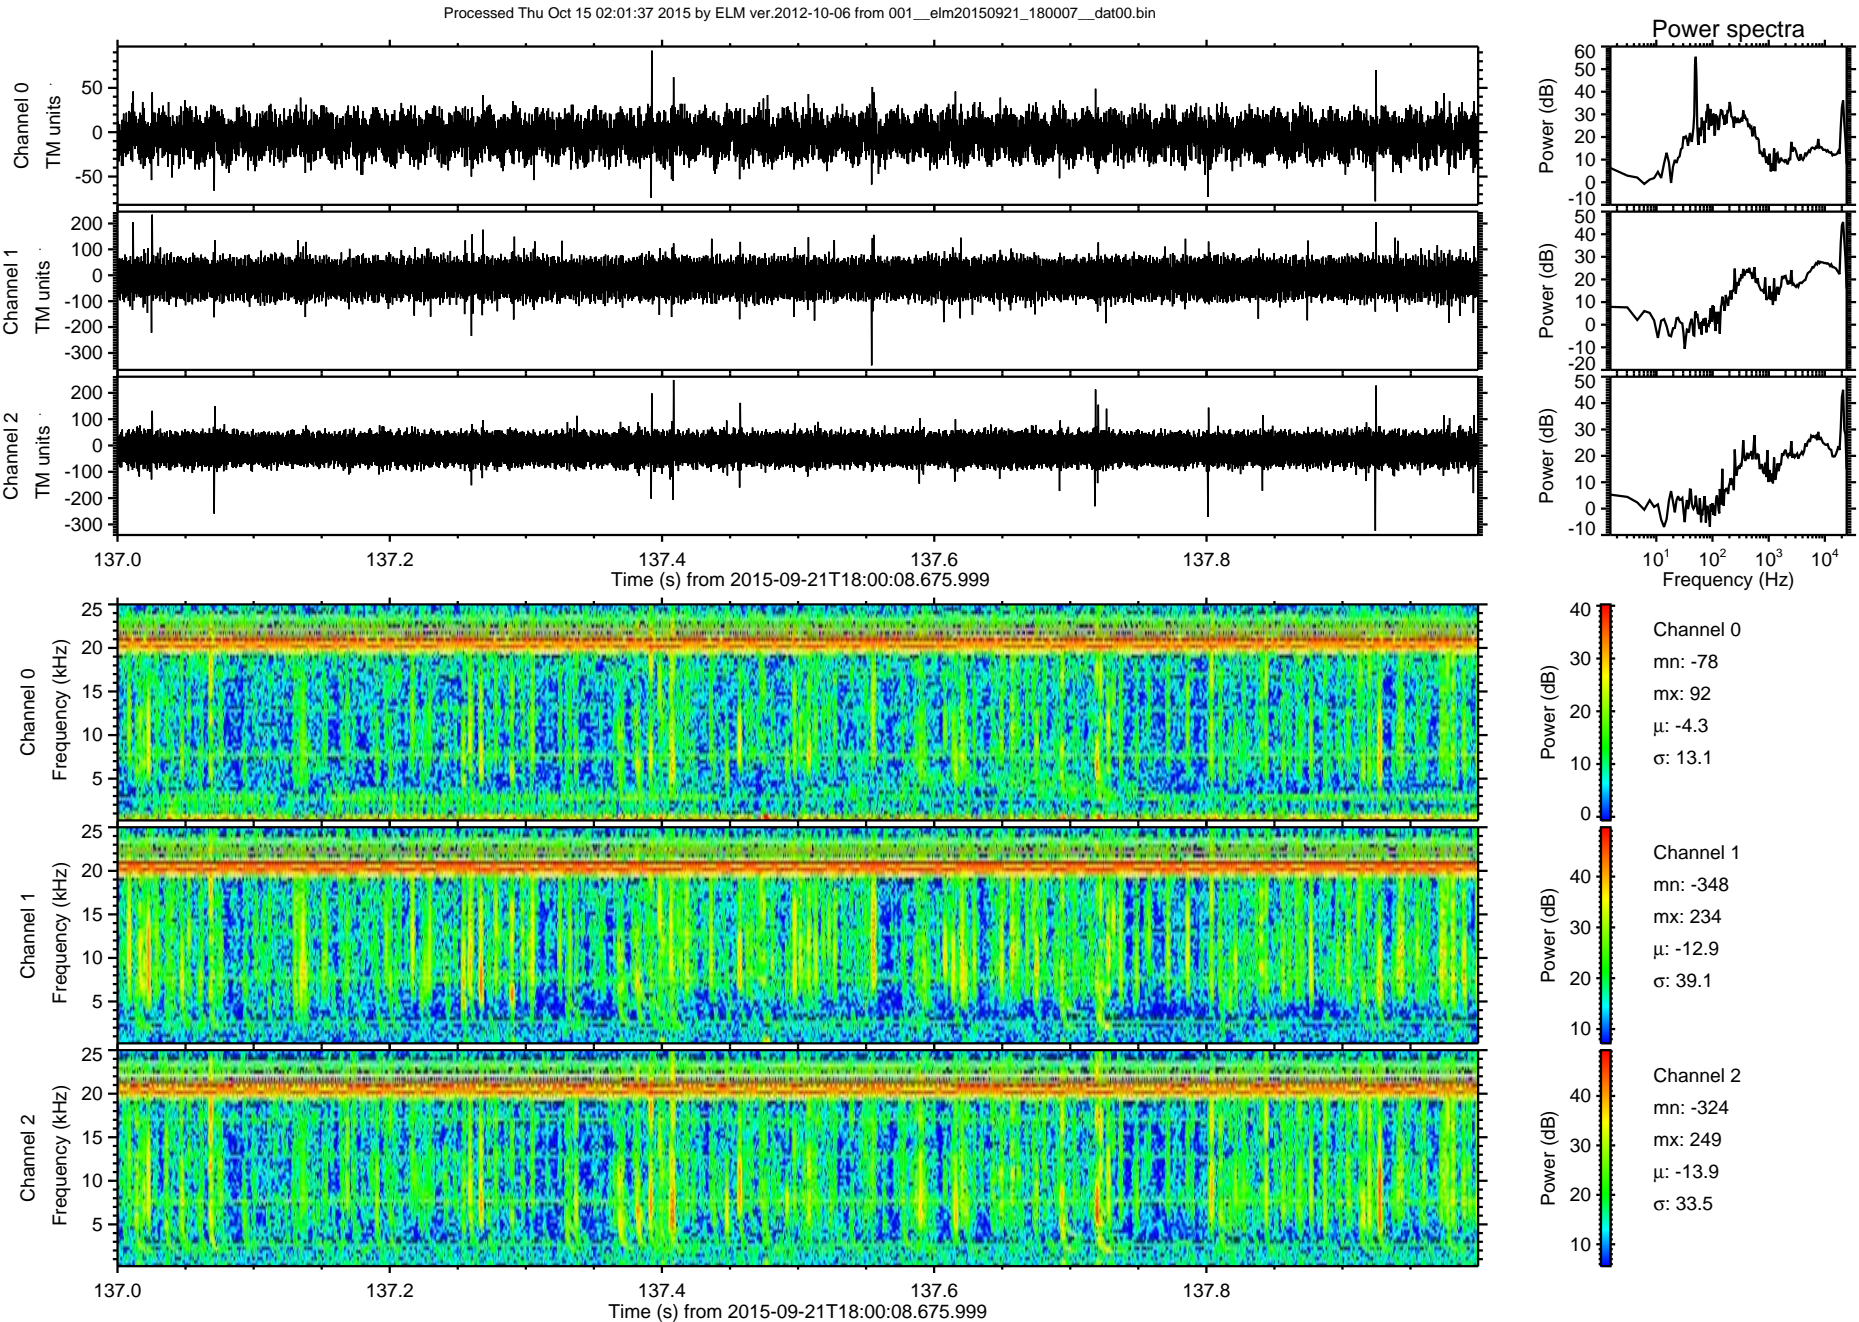 Processed Thu Oct 15 02:01:37 2015 by ELM ver.2012-10-06 from 001__elm20150921_180007__dat00.bin
Power spectra
Channel 0
TM units
50
0
-50
Power (dB)
60
50
40
30
20
10
0
-10
Channel 1
TM units
200
100
0
-100
-200
-300
Power (dB)
50
40
30
20
10
0
-10
-20
Channel 2
TM units
200
100
0
-100
-200
-300
Power (dB)
50
40
30
20
10
0
-10
137.0 137.2 137.4 137.6 137.8
Time (s) from 2015-09-21T18:00:08.675.999
10¹ 10² 10³ 10⁴
Frequency (Hz)
Channel 0
Frequency (kHz)
25
20
15
10
5
Power (dB)
40
30
20
10
0
Channel 0
mn: -78
mx: 92
µ: -4.3
σ: 13.1
Channel 1
Frequency (kHz)
25
20
15
10
5
Power (dB)
40
30
20
10
Channel 1
mn: -348
mx: 234
µ: -12.9
σ: 39.1
Channel 2
Frequency (kHz)
25
20
15
10
5
Power (dB)
40
30
20
10
Channel 2
mn: -324
mx: 249
µ: -13.9
σ: 33.5
137.0 137.2 137.4 137.6 137.8
Time (s) from 2015-09-21T18:00:08.675.999